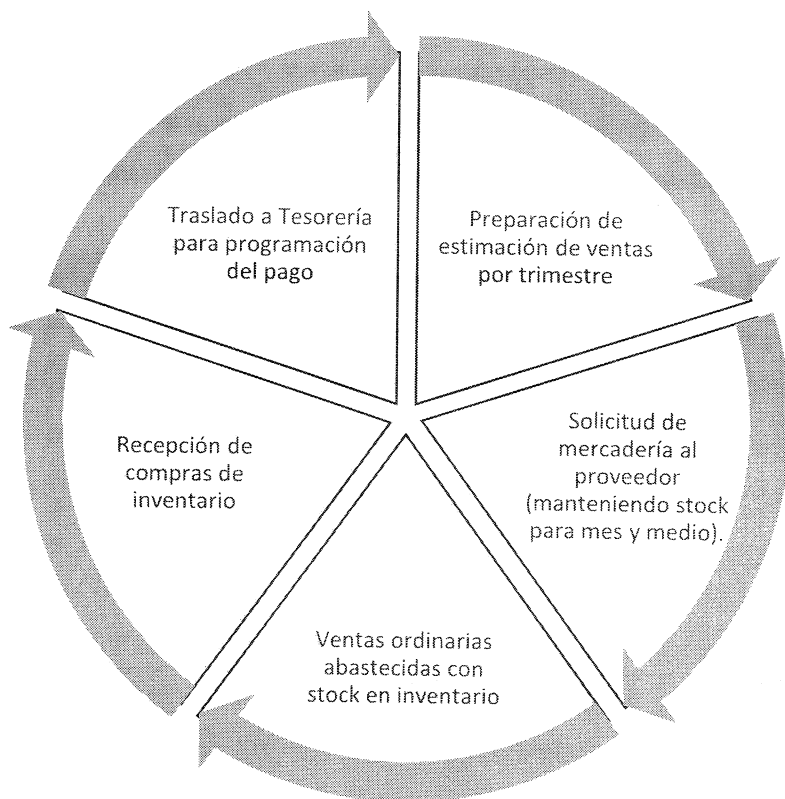 Traslado a Tesorería
para programación
del pago
Preparación de
estimación de ventas
por trimestre
Solicitud de
mercadería al
proveedor
(manteniendo stock
para mes y medio).
Ventas ordinarias
abastecidas con
stock en inventario
Recepción de
compras de
inventario